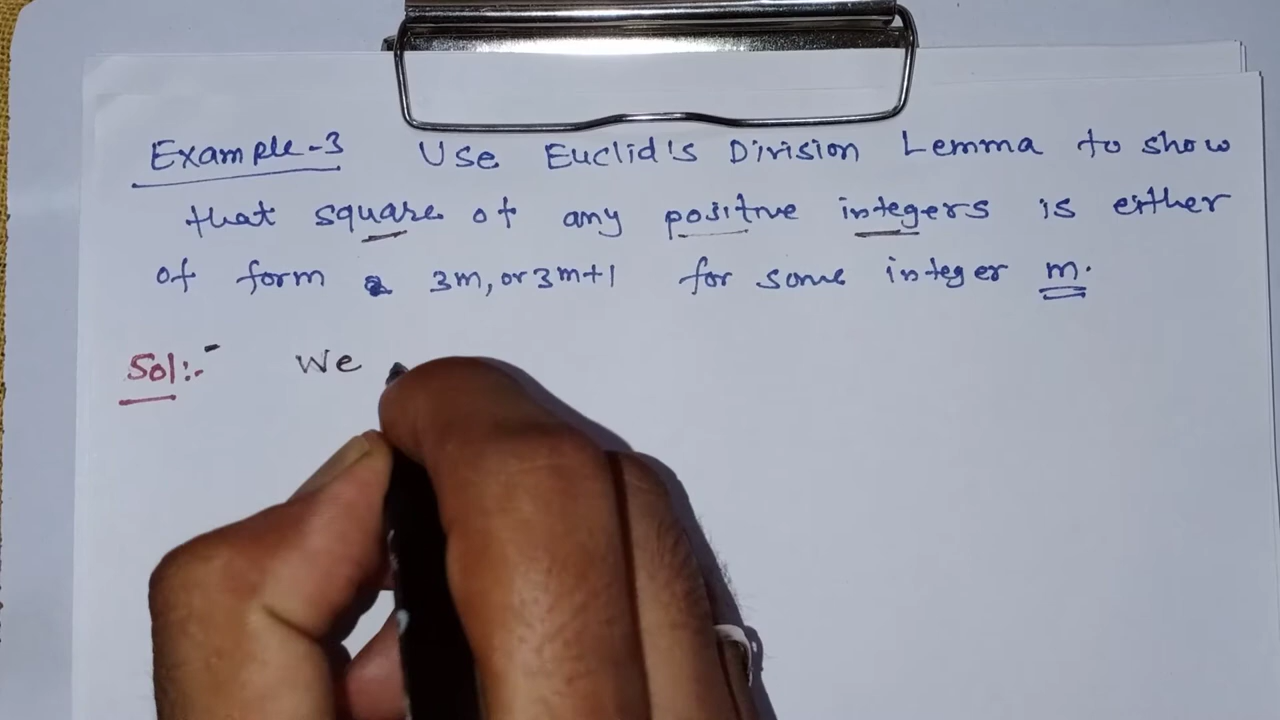 Example-3 Use Euclid's Division Lemma to show
that square of any positive integers is either
of form 3m, or 3m+1 for some integer m.
Sol:- We